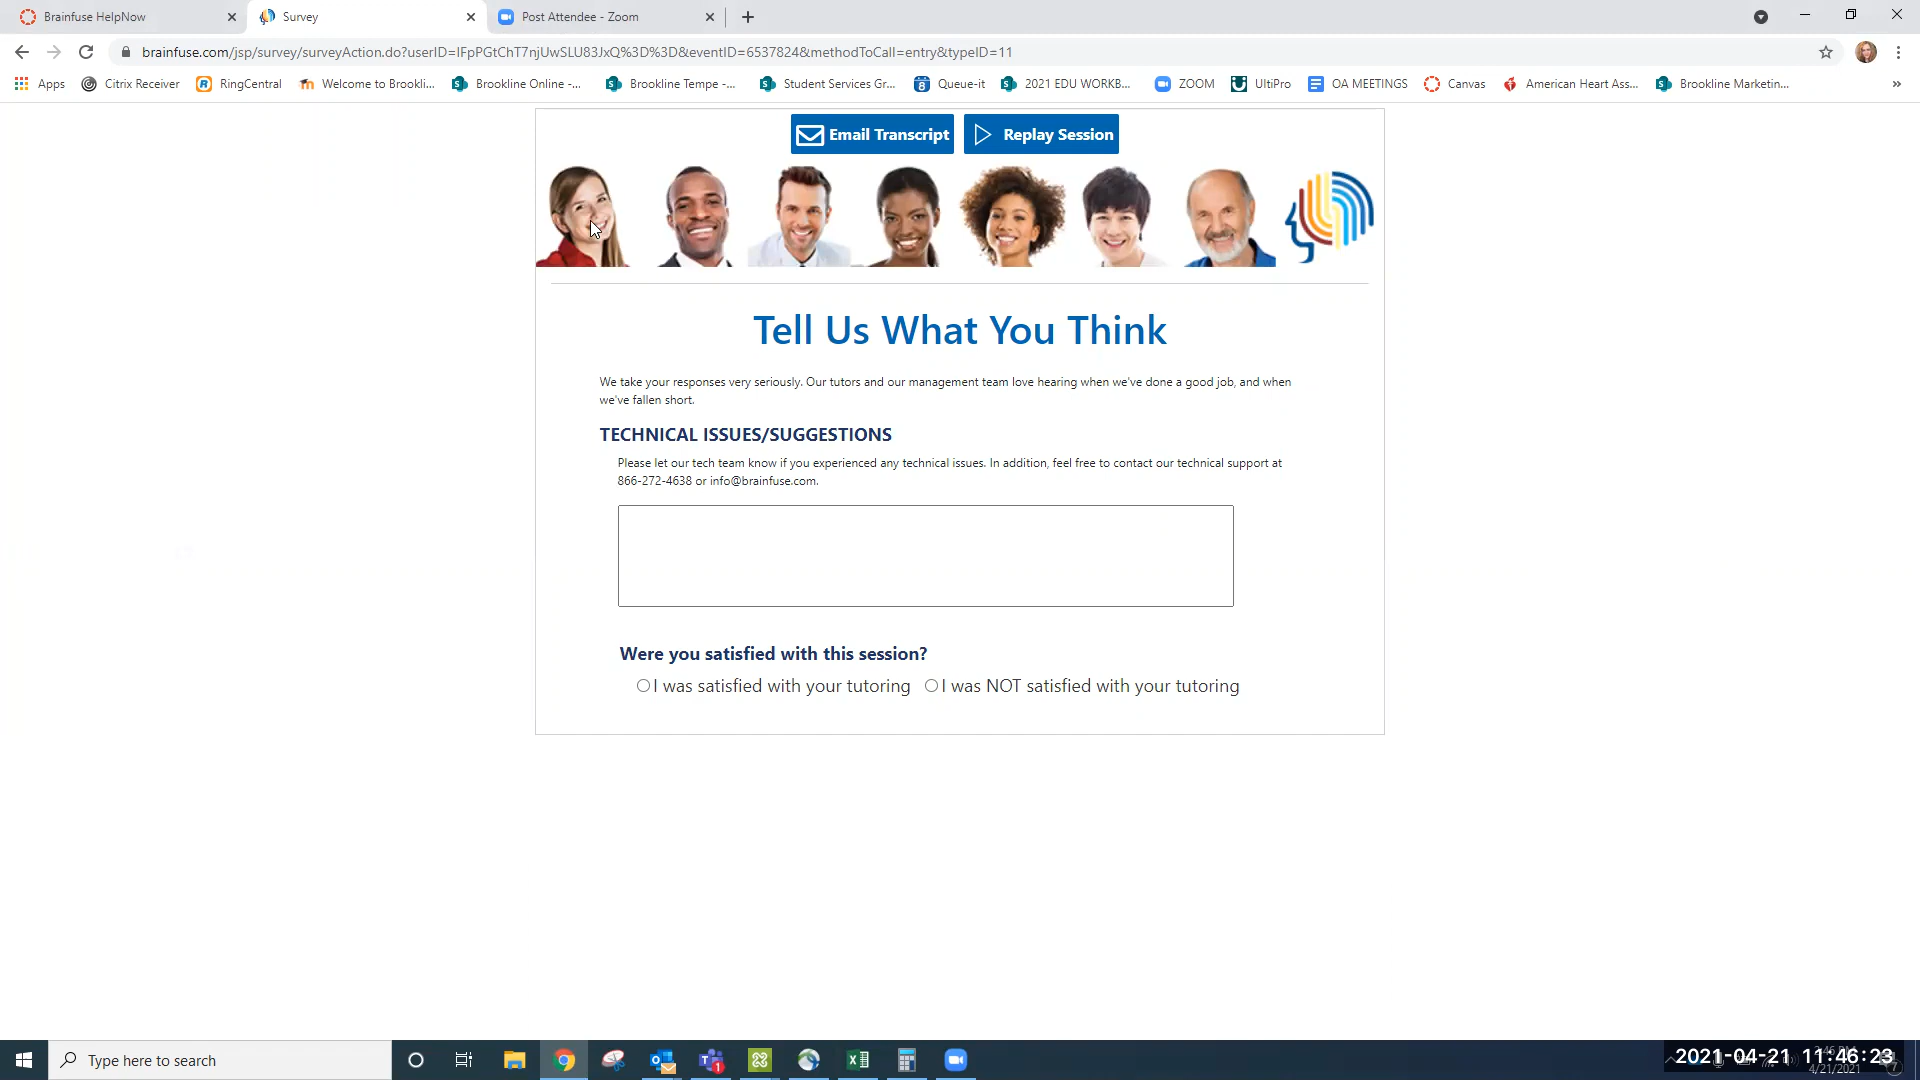 Brainfuse HelpNow
Survey
Post Attendee - Zoom
brainfuse.com/jsp/survey/surveyAction.do?userID=IFpPGtChT7njUwSLU83JxQ%3D%3D&eventID=6537824&methodToCall=entry&typeID=11
Apps Citrix Receiver RingCentral Welcome to Brookli... Brookline Online -... Brookline Tempe -... Student Services Gr... Queue-it 2021 EDU WORKB... ZOOM UltiPro OA MEETINGS Canvas American Heart Ass... Brookline Marketin... »
Email Transcript Replay Session
Tell Us What You Think
We take your responses very seriously. Our tutors and our management team love hearing when we've done a good job, and when
we've fallen short.
TECHNICAL ISSUES/SUGGESTIONS
Please let our tech team know if you experienced any technical issues. In addition, feel free to contact our technical support at
866-272-4638 or info@brainfuse.com.
Were you satisfied with this session?
I was satisfied with your tutoring I was NOT satisfied with your tutoring
Type here to search
2021-04-21 11:46:23
4/21/2021